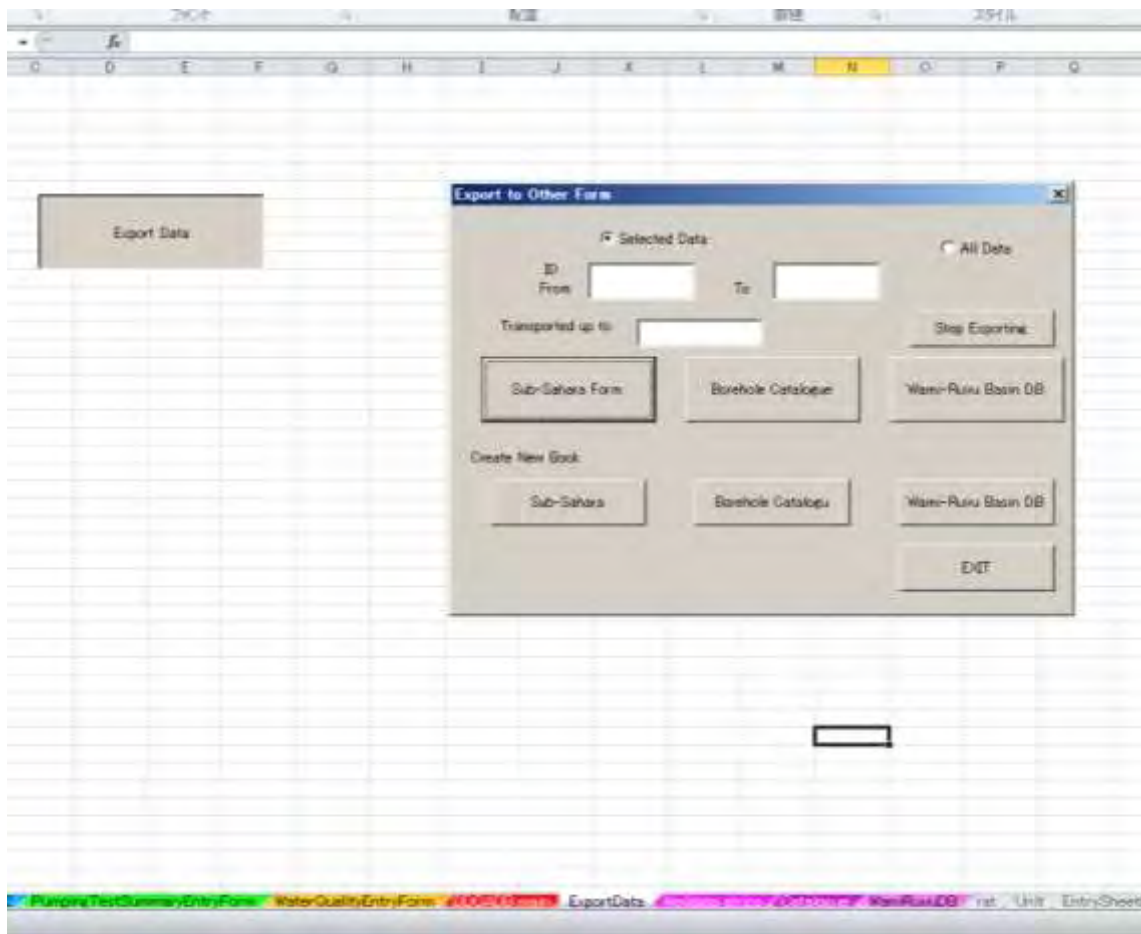 フォント 配置 数値 スタイル
fx
C D E F G H I J K L M N O P Q
Export to Other Form
Export Data
Selected Data
All Data
ID
From To
Transported up to
Stop Exporting
Sub-Sahara Form Borehole Catalogue Wami-Ruvu Basin DB
Create New Book
Sub-Sahara Borehole Catalogu Wami-Ruvu Basin DB
EXIT
PumpingTestSummaryEntryForm WaterQualityEntryForm ExportData WamiRuvuDB Unit EntrySheet